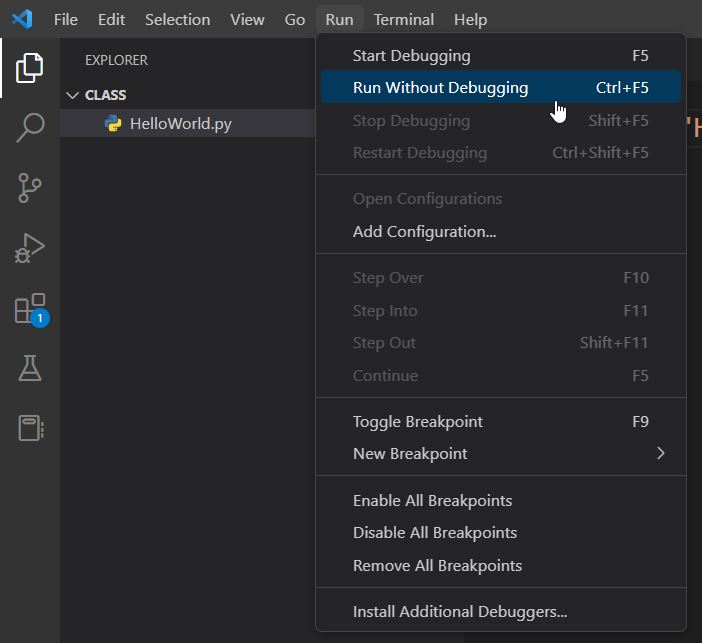 File Edit Selection View Go Run Terminal Help
EXPLORER
CLASS
HelloWorld.py
'H
1
Start Debugging F5
Run Without Debugging Ctrl+F5
Stop Debugging Shift+F5
Restart Debugging Ctrl+Shift+F5
Open Configurations
Add Configuration...
Step Over F10
Step Into F11
Step Out Shift+F11
Continue F5
Toggle Breakpoint F9
New Breakpoint
Enable All Breakpoints
Disable All Breakpoints
Remove All Breakpoints
Install Additional Debuggers...